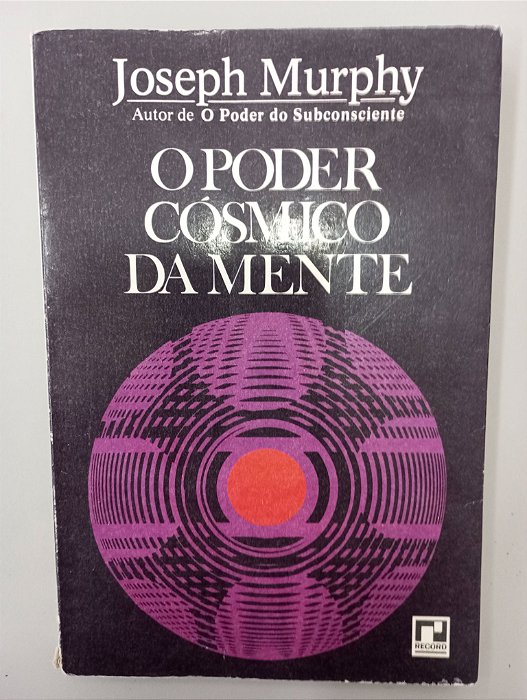 Joseph Murphy
Autor de O Poder do Subconsciente
O PODER
CÓSMICO
DA MENTE
RECORD